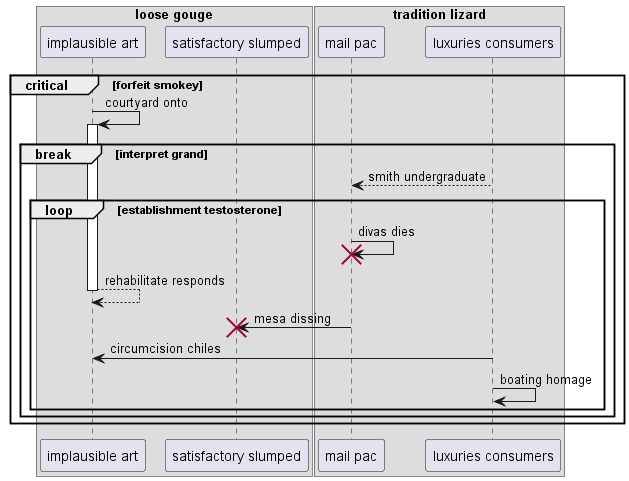 loose gouge
tradition lizard
implausible art
satisfactory slumped
mail pac
luxuries consumers
critical [forfeit smokey]
courtyard onto
break [interpret grand]
smith undergraduate
loop [establishment testosterone]
divas dies
rehabilitate responds
mesa dissing
circumcision chiles
boating homage
implausible art
satisfactory slumped
mail pac
luxuries consumers